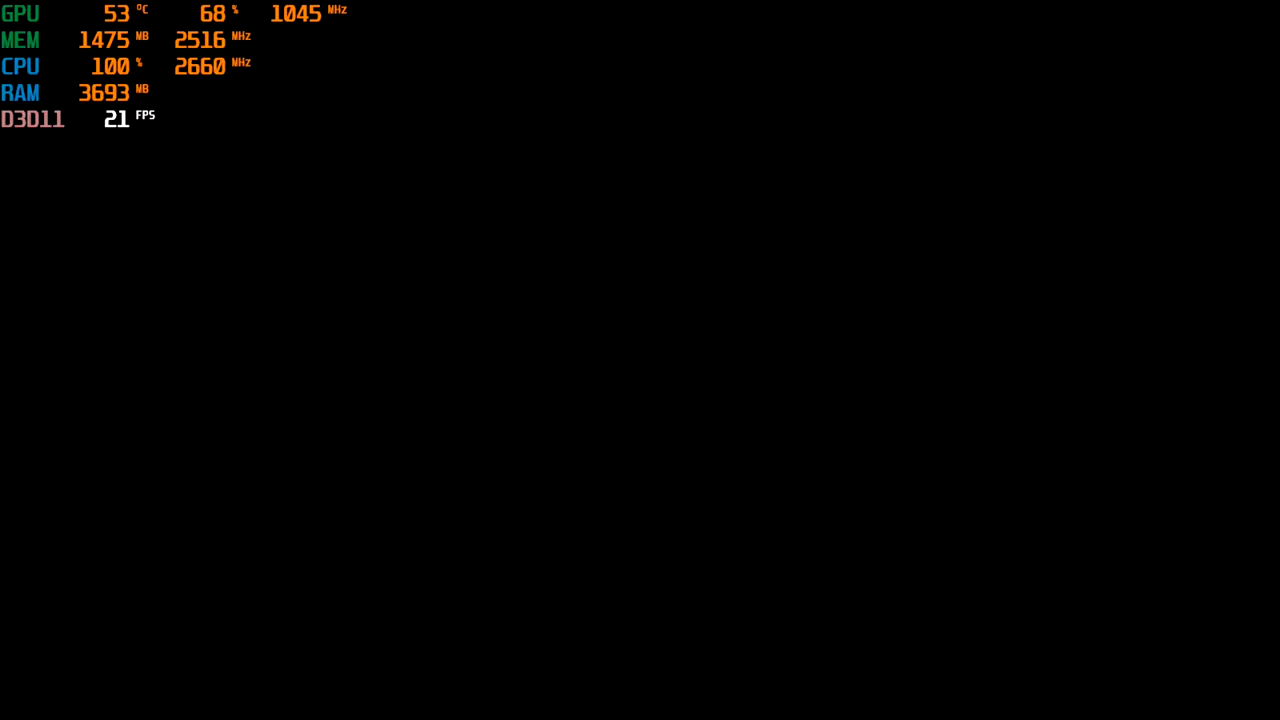 GPU 53 °C 68 % 1045 MHz
MEM 1475 MB 2516 MHz
CPU 100 % 2660 MHz
RAM 3693 MB
D3D11 21 FPS